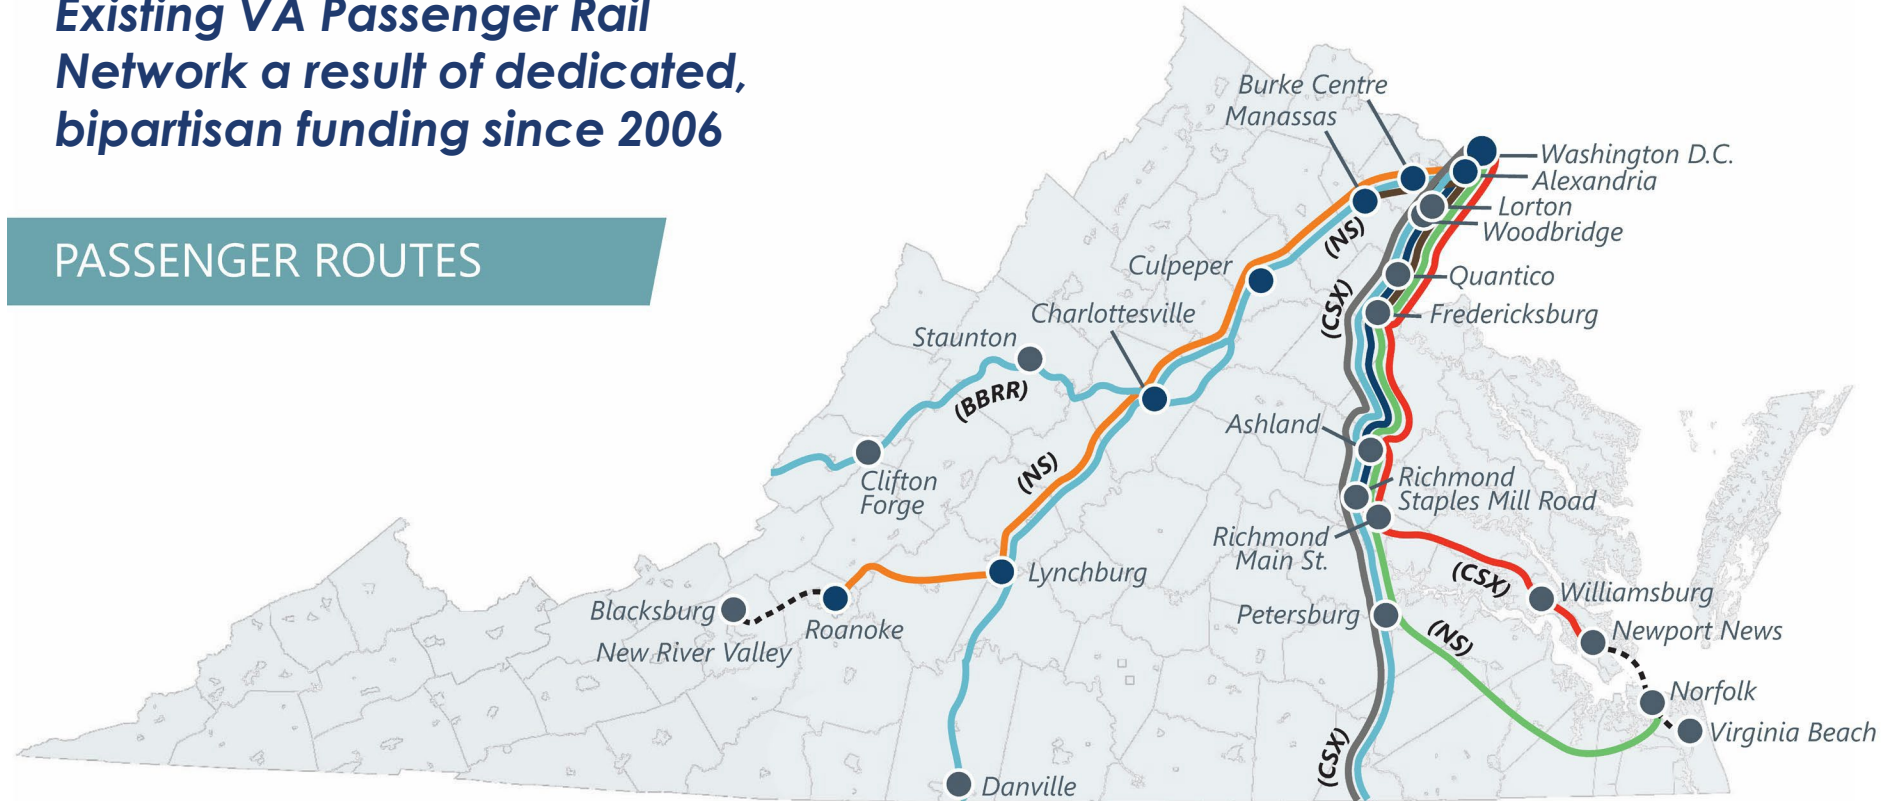 Existing VA Passenger Rail
Network a result of dedicated,
bipartisan funding since 2006
PASSENGER ROUTES
Burke Centre
Manassas
Washington D.C.
Alexandria
Lorton
Woodbridge
(NS)
Culpeper
Quantico
(CSX)
Charlottesville
Fredericksburg
Staunton
(BBRR)
Ashland
Clifton
Forge
(NS)
Richmond
Staples Mill Road
Richmond
Main St.
Lynchburg
(CSX)
Williamsburg
Blacksburg
New River Valley
Roanoke
Petersburg
(NS)
Newport News
Norfolk
Virginia Beach
(CSX)
Danville